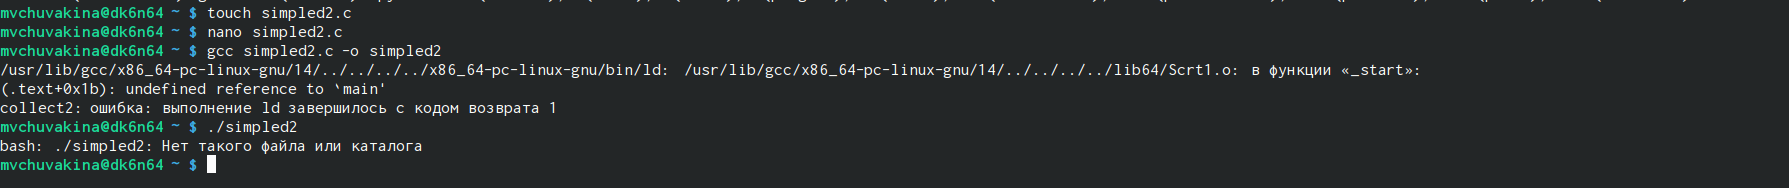 mvchuvakina@dk6n64 ~ $ touch simpled2.c
mvchuvakina@dk6n64 ~ $ nano simpled2.c
mvchuvakina@dk6n64 ~ $ gcc simpled2.c -o simpled2
/usr/lib/gcc/x86_64-pc-linux-gnu/14/../../../../x86_64-pc-linux-gnu/bin/ld: /usr/lib/gcc/x86_64-pc-linux-gnu/14/../../../../lib64/Scrt1.o: в функции «_start»:
(.text+0x1b): undefined reference to `main'
collect2: ошибка: выполнение ld завершилось с кодом возврата 1
mvchuvakina@dk6n64 ~ $ ./simpled2
bash: ./simpled2: Нет такого файла или каталога
mvchuvakina@dk6n64 ~ $